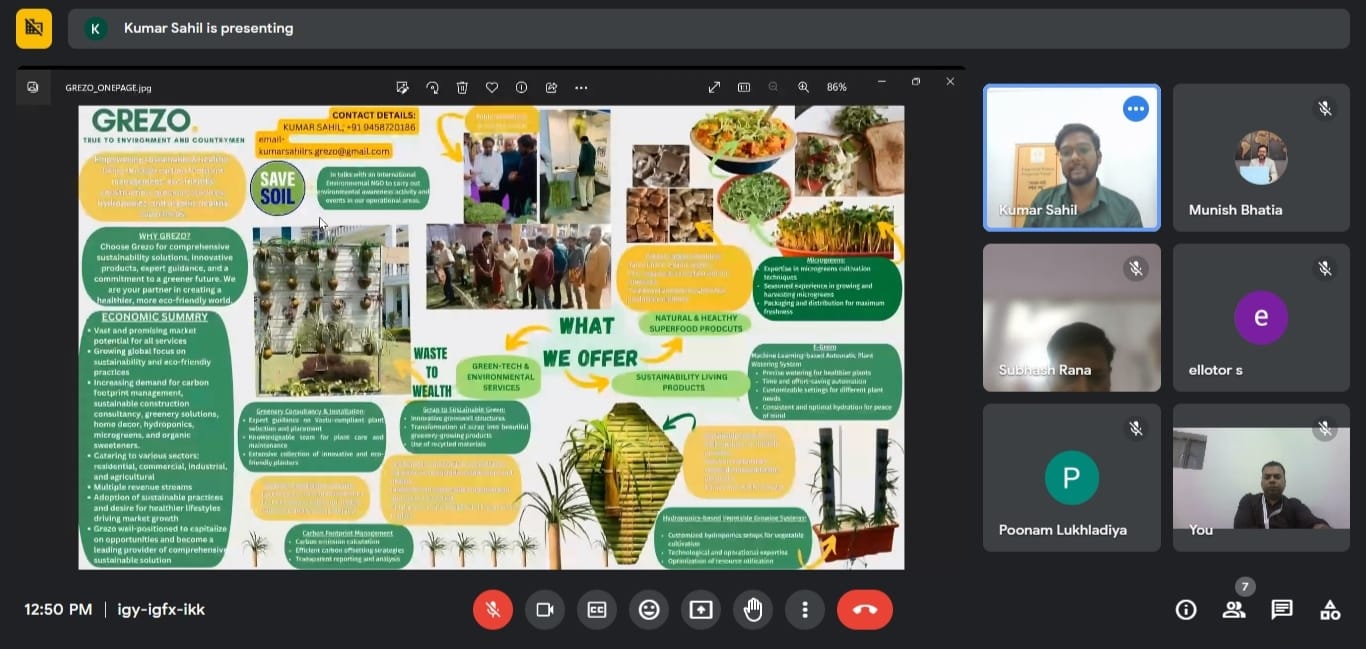 K
Kumar Sahil is presenting
GREZO_ONEPAGE.jpg
86%
GREZO.
TRUE TO ENVIRONMENT AND COUNTRYMEN
CONTACT DETAILS:
KUMAR SAHIL, +91 9458720186
email-
kumarsahilrs.grezo@gmail.com
SAVE
SOIL
In talks with an International
Environmental NGO to carry out
environmental awareness activity and
events in our operational areas.
WHY GREZO?
Choose Grezo for comprehensive
sustainability solutions, innovative
products, expert guidance, and a
commitment to a greener future. We
are your partner in creating a
healthier, more eco-friendly world.
ECONOMIC SUMMRY
• Vast and promising market
potential for all services
• Growing global focus on
sustainability and eco-friendly
practices
• Increasing demand for carbon
footprint management,
sustainable construction
consultancy, greenery solutions,
home decor, hydroponics,
microgreens, and organic
sweeteners.
• Catering to various sectors:
residential, commercial, industrial,
and agricultural
• Multiple revenue streams
• Adoption of sustainable practices
and desire for healthier lifestyles
driving market growth
• Grezo well-positioned to capitalize
on opportunities and become a
leading provider of comprehensive
sustainable solution
WHAT
WE OFFER
WASTE
TO
WEALTH
GREEN-TECH &
ENVIRONMENTAL
SERVICES
NATURAL & HEALTHY
SUPERFOOD PRODCUTS
SUSTAINABILITY LIVING
PRODUCTS
Microgreens:
• Expertise in microgreens cultivation
techniques
• Seasoned experience in growing and
harvesting microgreens
• Packaging and distribution for maximum
freshness
Machine Learning-based Automatic Plant
Watering System
• Precise watering for healthier plants
• Time and effort-saving automation
• Customizable settings for different plant
needs
• Consistent and optimal hydration for peace
of mind
Greenery Consultancy & Installation:
• Expert guidance on Vastu-compliant plant
selection and placement
• Knowledgeable team for plant care and
maintenance
• Extensive collection of innovative and eco-
friendly planters
Scrap to Sustainable Green:
• Innovative greenwall structures
• Transformation of scrap into beautiful
greenery-growing products
• Use of recycled materials
Carbon Footprint Management
• Carbon emission calculation
• Efficient carbon offsetting strategies
• Transparent reporting and analysis
Hydroponics-based Vegetable Growing Systems:
• Customized hydroponics setups for vegetable
cultivation
• Technological and operational expertise
• Optimization of resource utilization
Kumar Sahil
Munish Bhatia
Subhash Rana
e
ellotor s
P
Poonam Lukhladiya
You
12:50 PM | igy-igfx-ikk
7